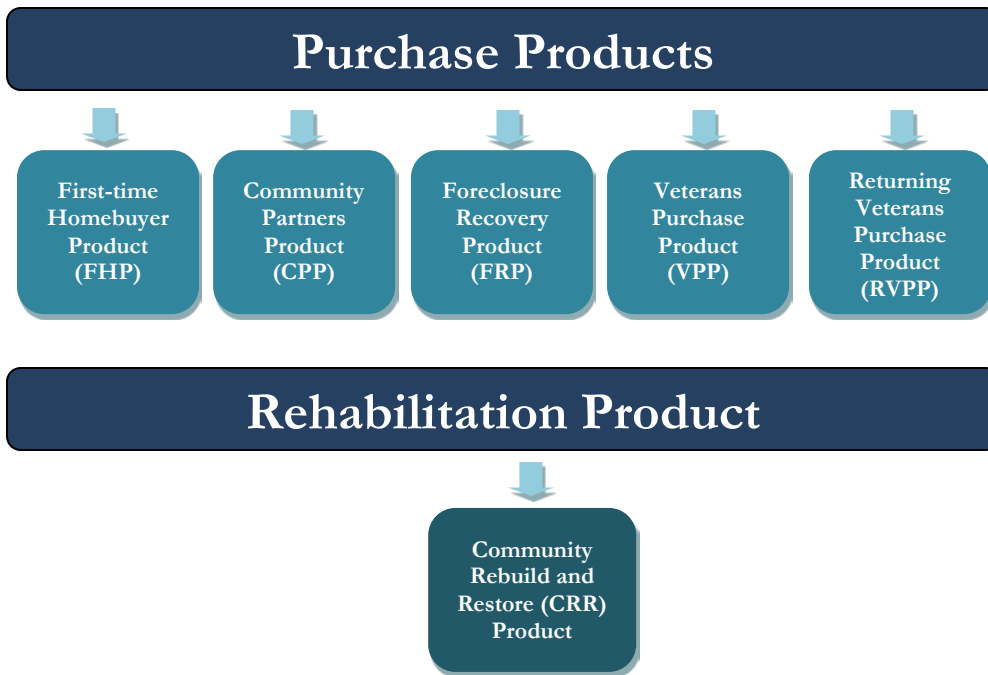 Purchase Products
First-time
Homebuyer
Product
(FHP)
Community
Partners
Product
(CPP)
Foreclosure
Recovery
Product
(FRP)
Veterans
Purchase
Product
(VPP)
Returning
Veterans
Purchase
Product
(RVPP)
Rehabilitation Product
Community
Rebuild and
Restore (CRR)
Product